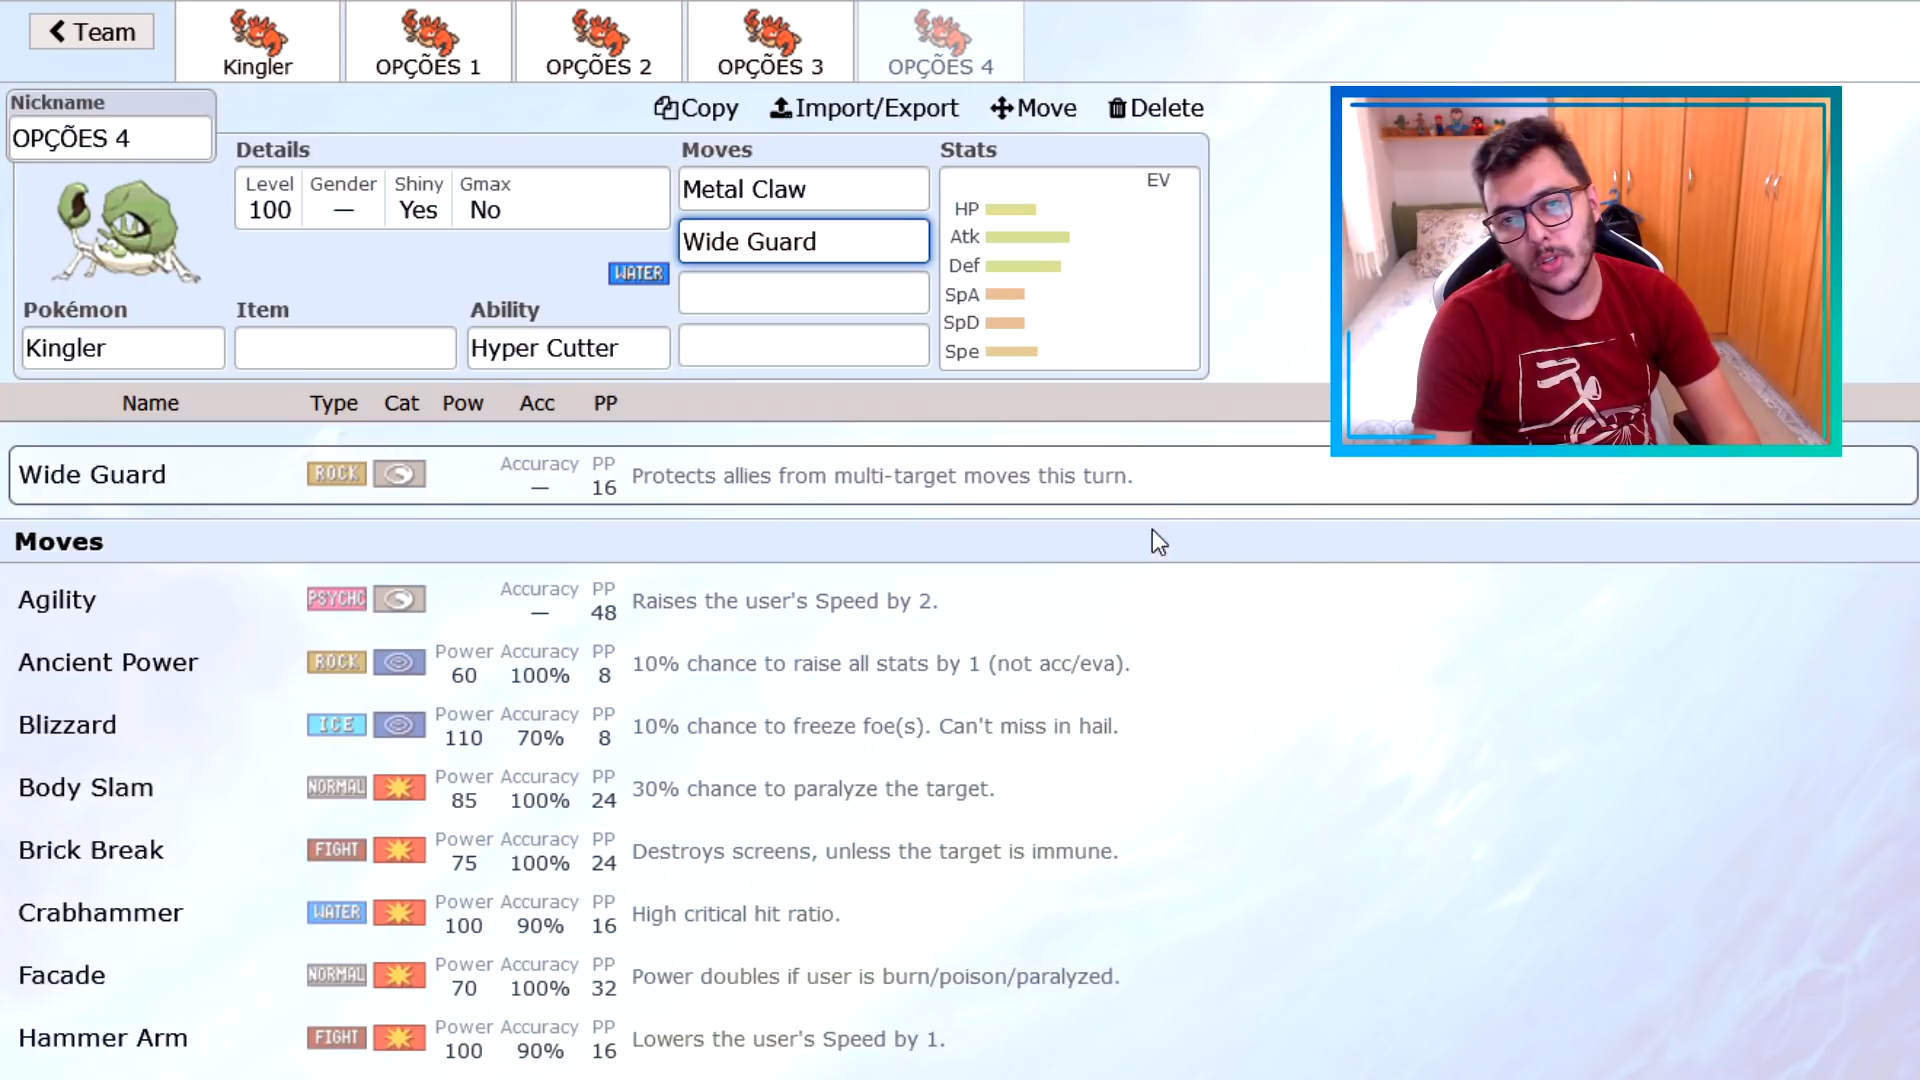 Team
Kingler
OPÇÕES 1
OPÇÕES 2
OPÇÕES 3
OPÇÕES 4
Nickname
OPÇÕES 4
Copy Import/Export Move Delete
Details
Level Gender Shiny Gmax
100 — Yes No
WATER
Pokémon Item Ability
Kingler Hyper Cutter
Moves
Metal Claw
Wide Guard
Stats
EV
HP
Atk
Def
SpA
SpD
Spe
Name Type Cat Pow Acc PP
Wide Guard ROCK Accuracy — PP 16 Protects allies from multi-target moves this turn.
Moves
Agility PSYCHC Accuracy — PP 48 Raises the user's Speed by 2.
Ancient Power ROCK Power 60 Accuracy 100% PP 8 10% chance to raise all stats by 1 (not acc/eva).
Blizzard ICE Power 110 Accuracy 70% PP 8 10% chance to freeze foe(s). Can't miss in hail.
Body Slam NORMAL Power 85 Accuracy 100% PP 24 30% chance to paralyze the target.
Brick Break FIGHT Power 75 Accuracy 100% PP 24 Destroys screens, unless the target is immune.
Crabhammer WATER Power 100 Accuracy 90% PP 16 High critical hit ratio.
Facade NORMAL Power 70 Accuracy 100% PP 32 Power doubles if user is burn/poison/paralyzed.
Hammer Arm FIGHT Power 100 Accuracy 90% PP 16 Lowers the user's Speed by 1.